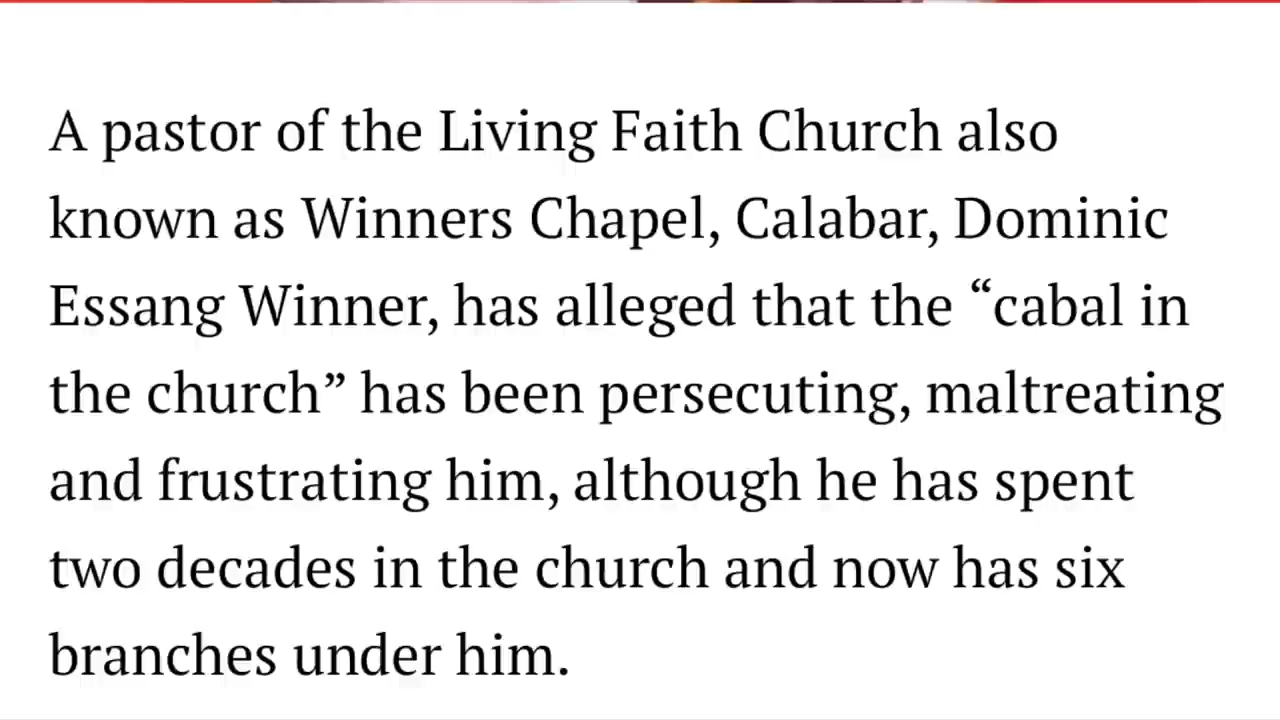 A pastor of the Living Faith Church also
known as Winners Chapel, Calabar, Dominic
Essang Winner, has alleged that the “cabal in
the church” has been persecuting, maltreating
and frustrating him, although he has spent
two decades in the church and now has six
branches under him.